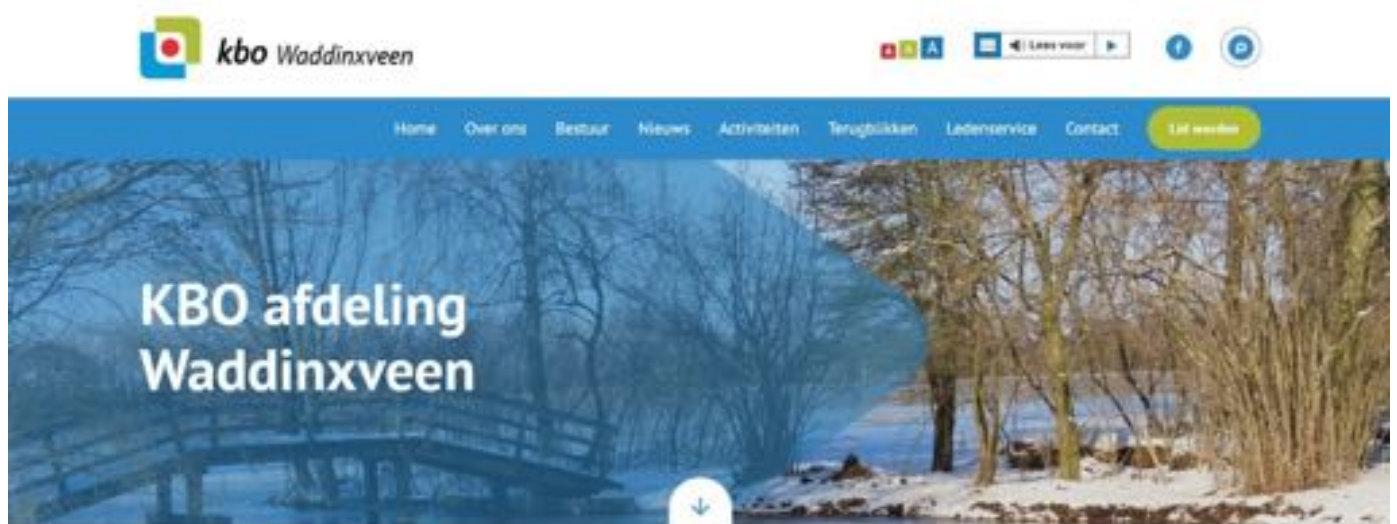 kbo Waddinxveen
A A A
Lees voor
Home Over ons Bestuur Nieuws Activiteiten Terugblikken Ledenservice Contact Lid worden
KBO afdeling
Waddinxveen